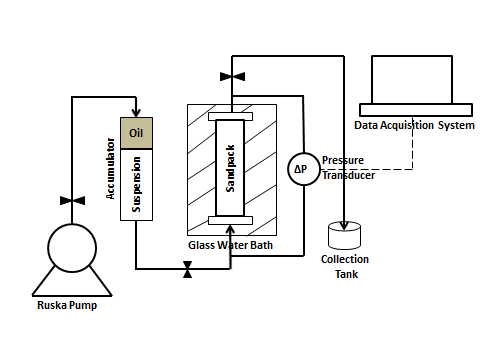 Oil
Accumulator
Suspension
Sandpack
Glass Water Bath
ΔP
Pressure
Transducer
Data Acquisition System
Collection
Tank
Ruska Pump